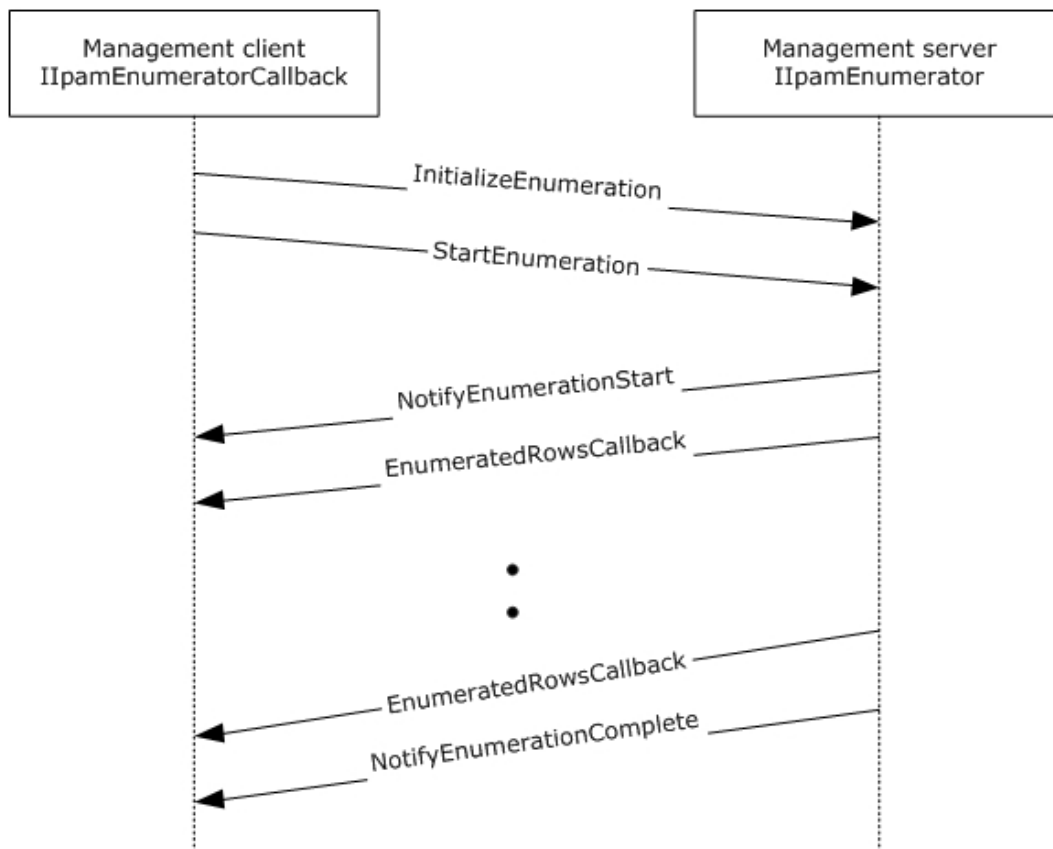 Management client
IIpamEnumeratorCallback
Management server
IIpamEnumerator
InitializeEnumeration
StartEnumeration
NotifyEnumerationStart
EnumeratedRowsCallback
EnumeratedRowsCallback
NotifyEnumerationComplete